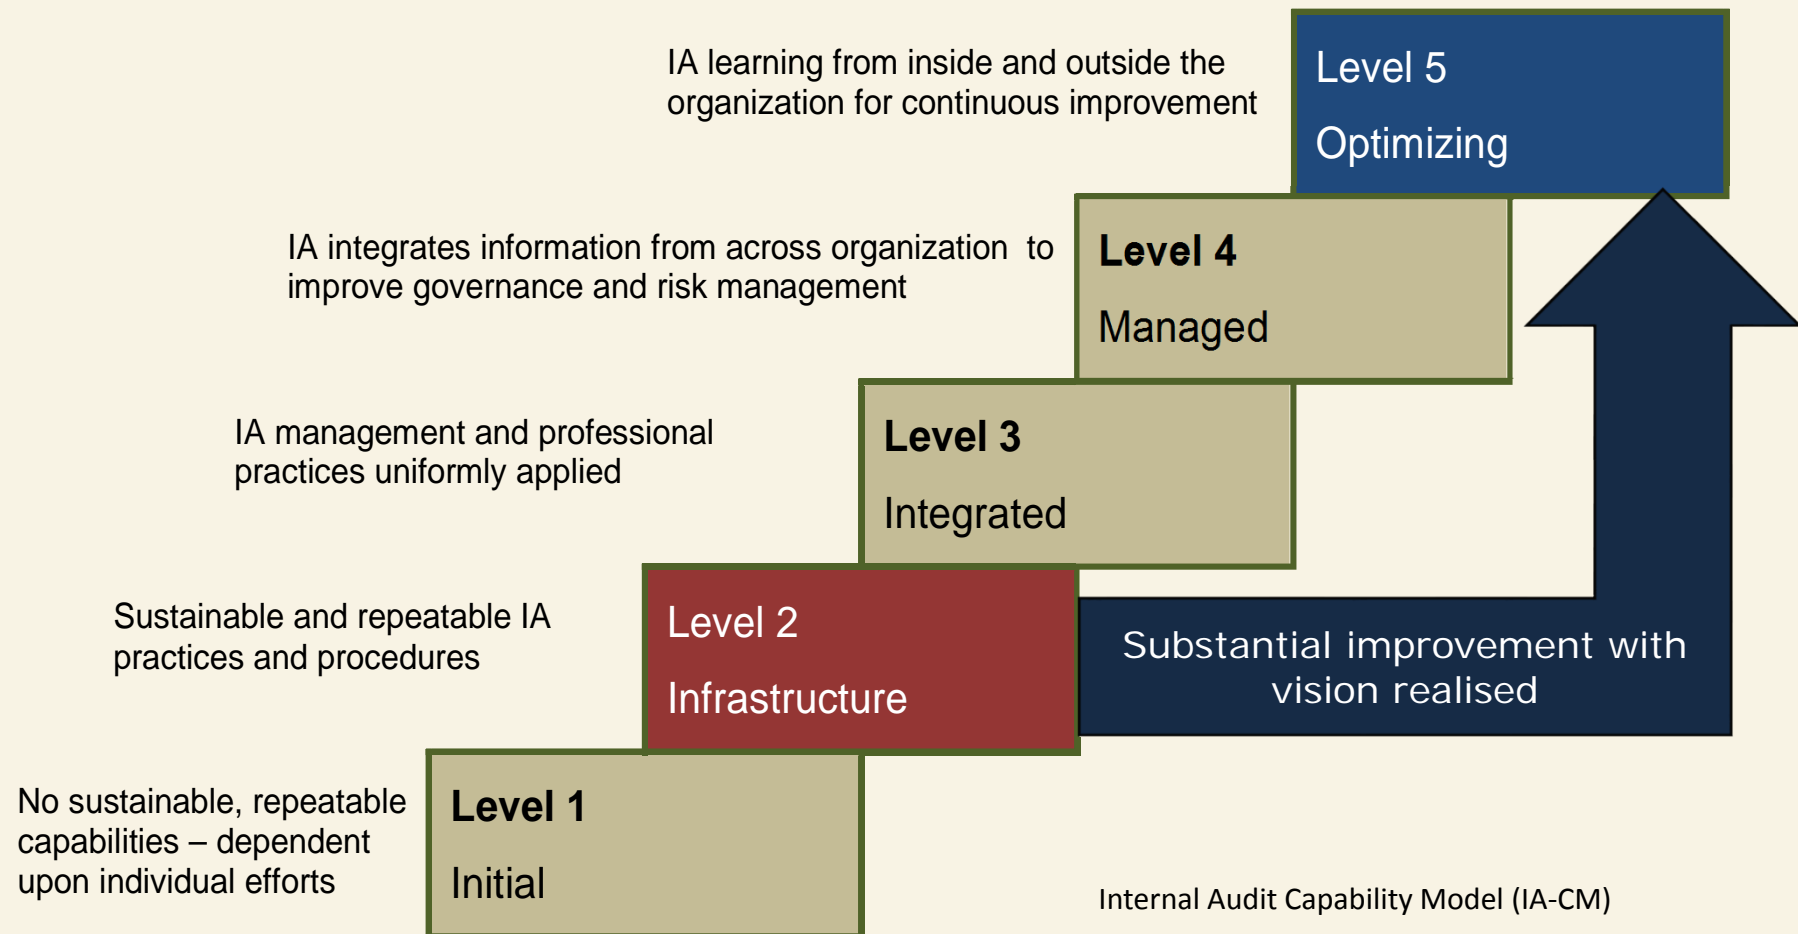 IA learning from inside and outside the
organization for continuous improvement
Level 5
Optimizing
IA integrates information from across organization  to
improve governance and risk management
Level 4
Managed
IA management and professional
practices uniformly applied
Level 3
Integrated
Sustainable and repeatable IA
practices and procedures
Level 2
Infrastructure
Substantial improvement with
vision realised
No sustainable, repeatable
capabilities – dependent
upon individual efforts
Level 1
Initial
Internal Audit Capability Model (IA-CM)